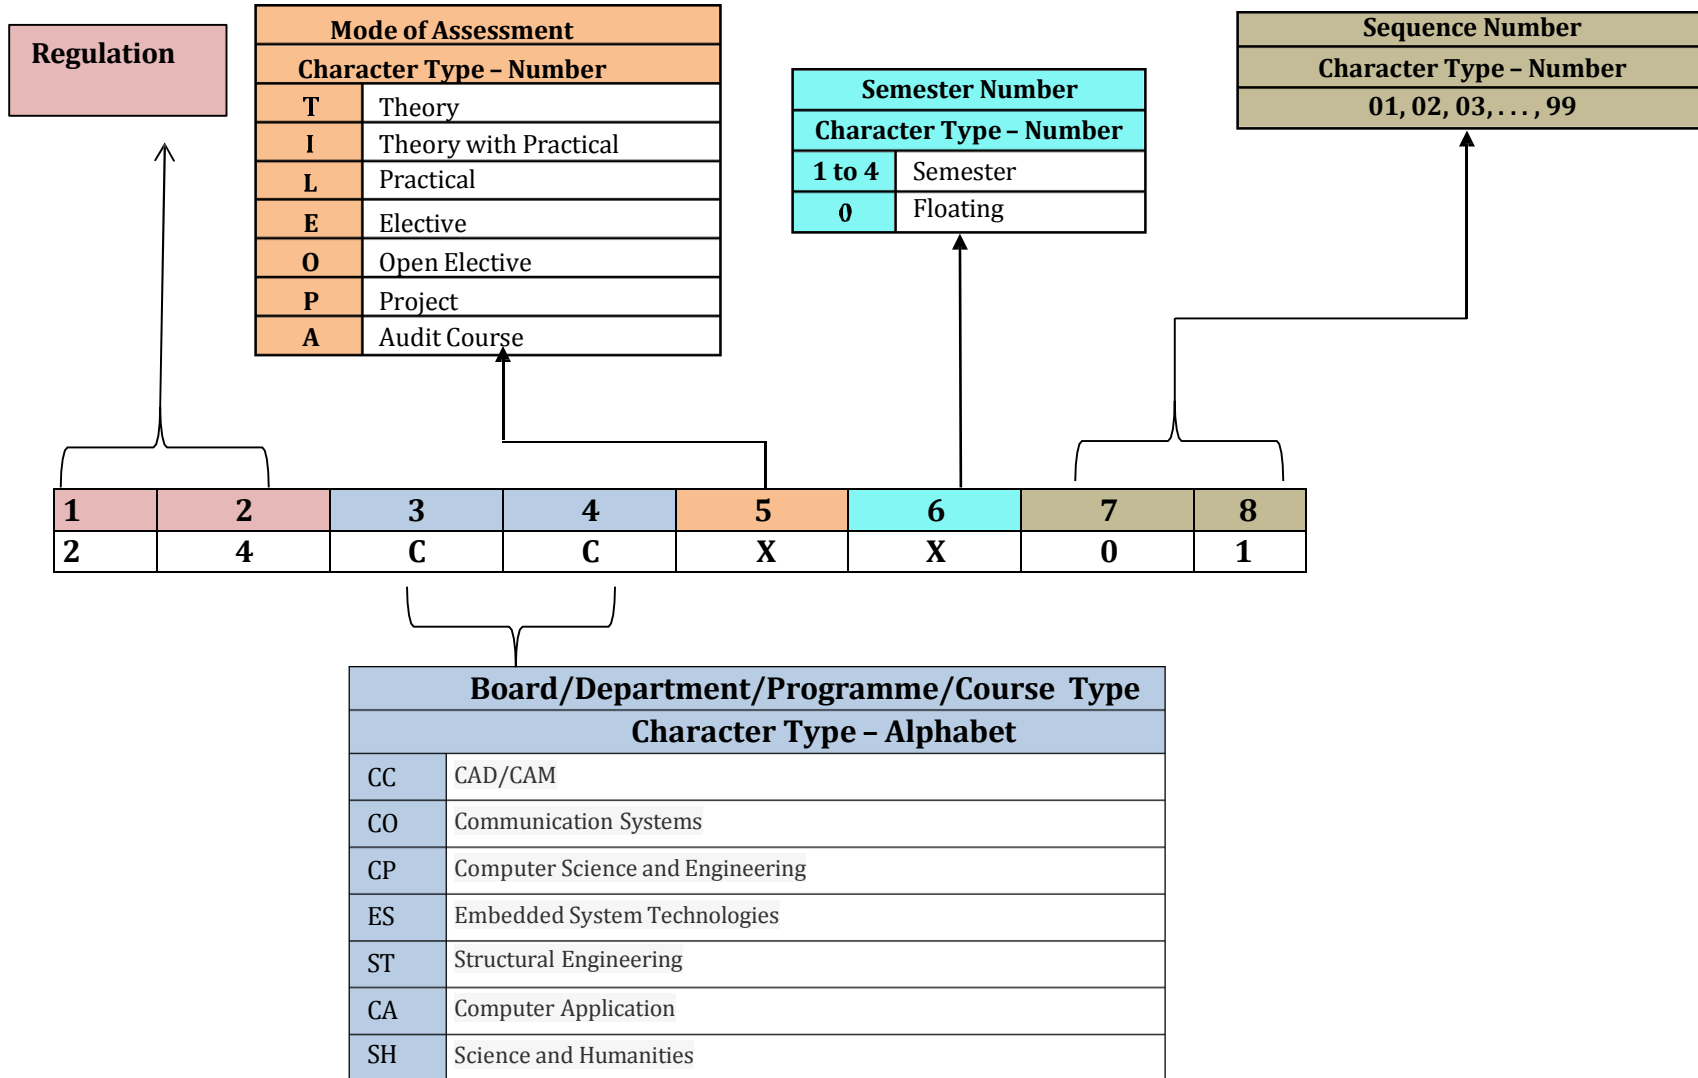 Regulation
Mode of Assessment
Character Type – Number
T Theory
I Theory with Practical
L Practical
E Elective
O Open Elective
P Project
A Audit Course
Semester Number
Character Type – Number
1 to 4 Semester
0 Floating
Sequence Number
Character Type – Number
01, 02, 03, . . . , 99
1 2 3 4 5 6 7 8
2 4 C C X X 0 1
Board/Department/Programme/Course Type
Character Type – Alphabet
CC CAD/CAM
CO Communication Systems
CP Computer Science and Engineering
ES Embedded System Technologies
ST Structural Engineering
CA Computer Application
SH Science and Humanities